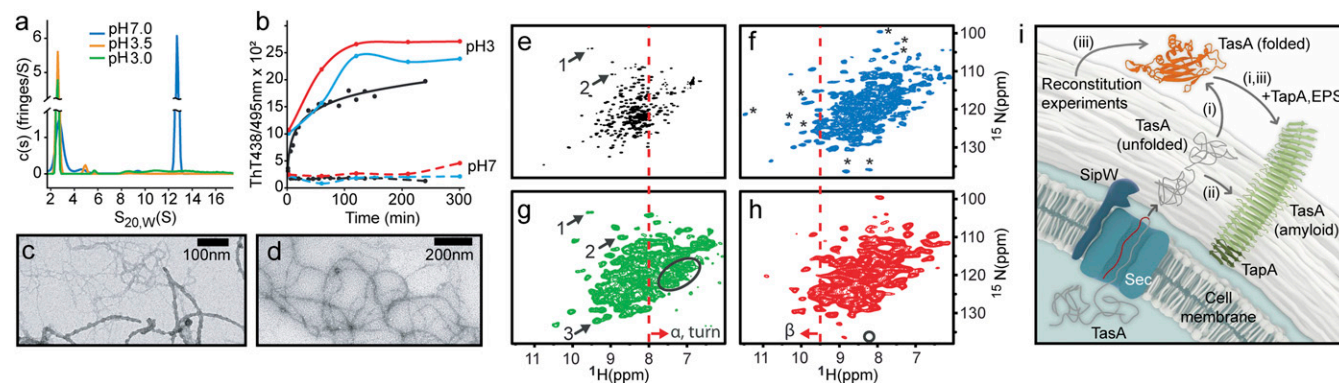 a
pH7.0
pH3.5
pH3.0
c(s) (fringes/S)
6
5
1
0
2 4 6 8 10 12 14 16
S20,W(S)
b
ThT438/495nm x 10²
30
25
20
15
10
5
0
pH3
pH7
0 100 200 300
Time (min)
c
100nm
d
200nm
e
1
2
f
* * * * * * * * *
15N(ppm)
100
110
120
130
g
1
2
3
α, turn
11 10 9 8 7
1H(ppm)
h
β
15N(ppm)
100
110
120
130
11 10 9 8 7
1H(ppm)
i
(iii)
TasA (folded)
Reconstitution
experiments
(i,iii)
+TapA,EPS
(i)
TasA
(unfolded)
SipW
(ii)
TasA
(amyloid)
TapA
Sec
Cell
membrane
TasA